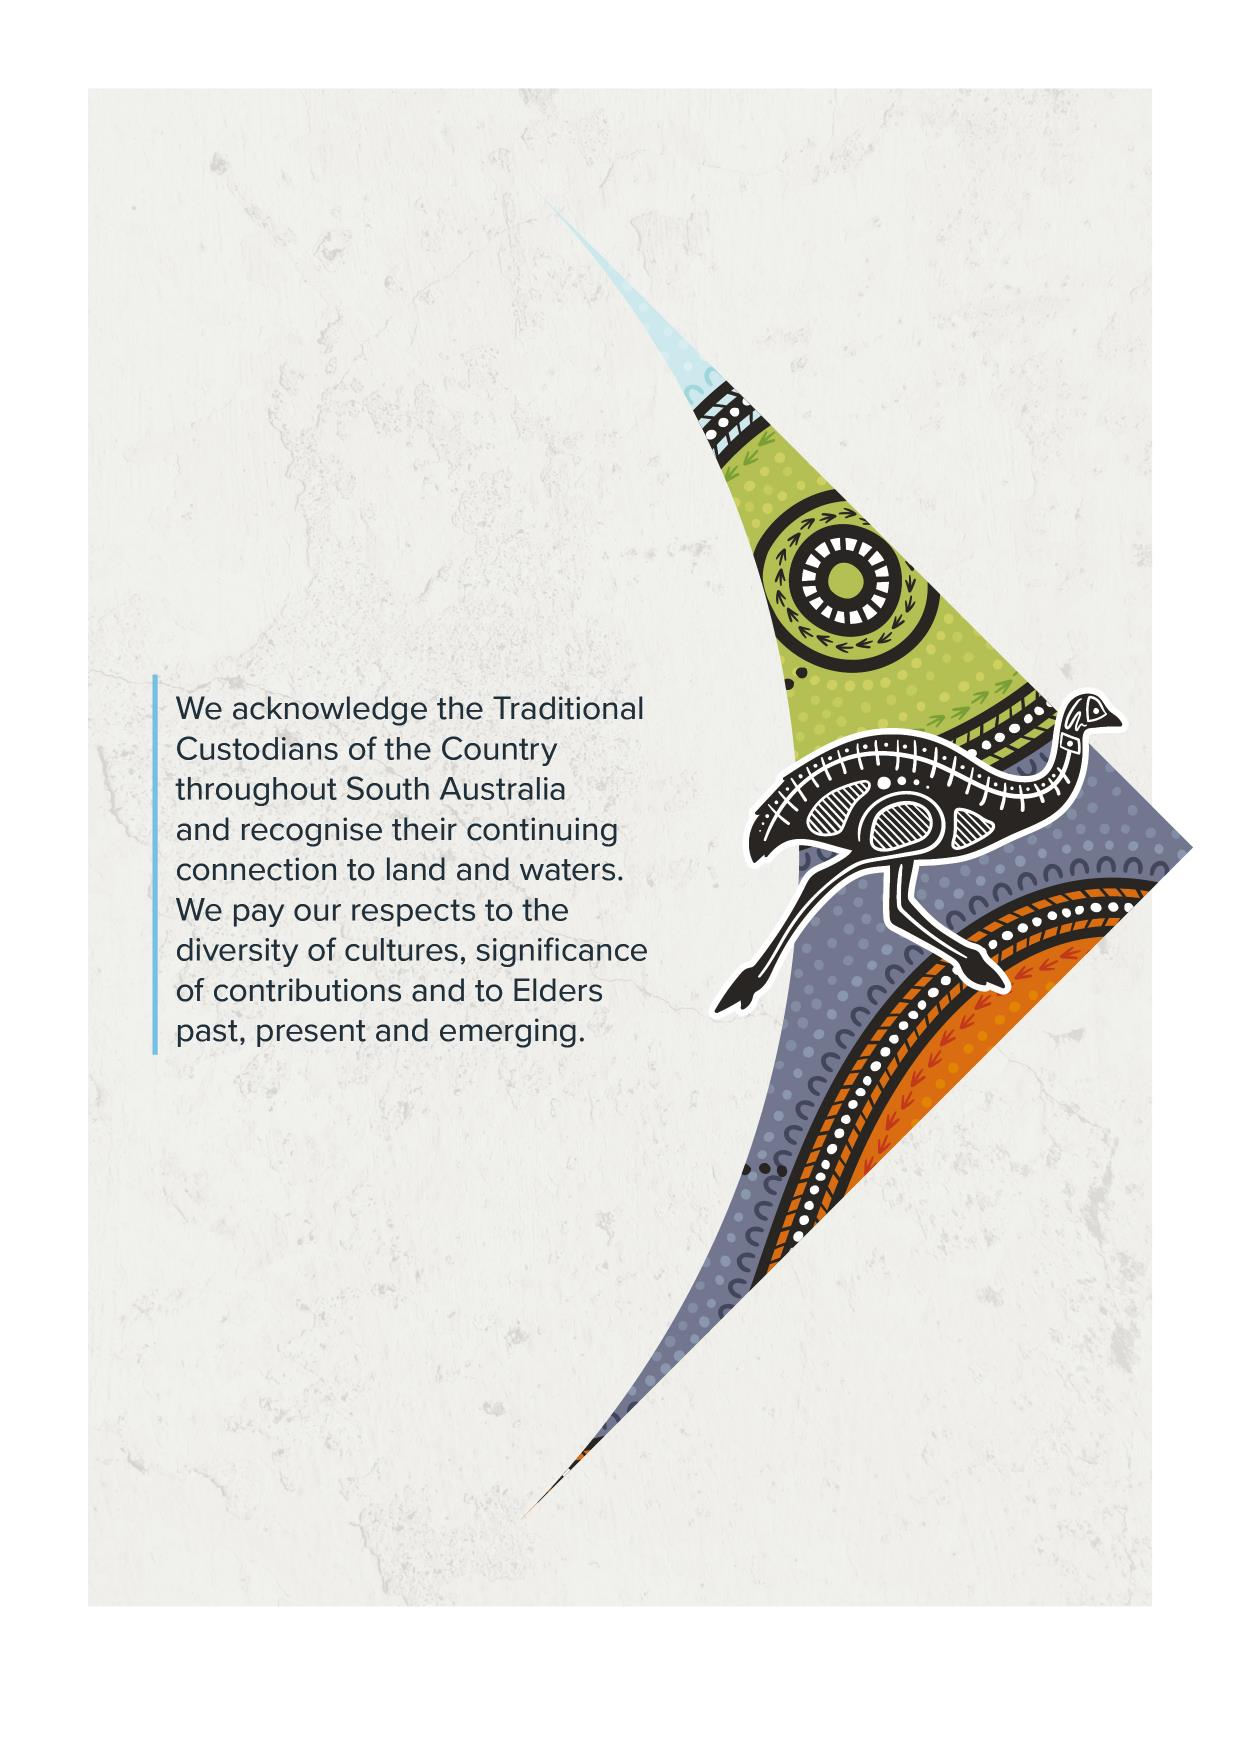 We acknowledge the Traditional
Custodians of the Country
throughout South Australia
and recognise their continuing
connection to land and waters.
We pay our respects to the
diversity of cultures, significance
of contributions and to Elders
past, present and emerging.